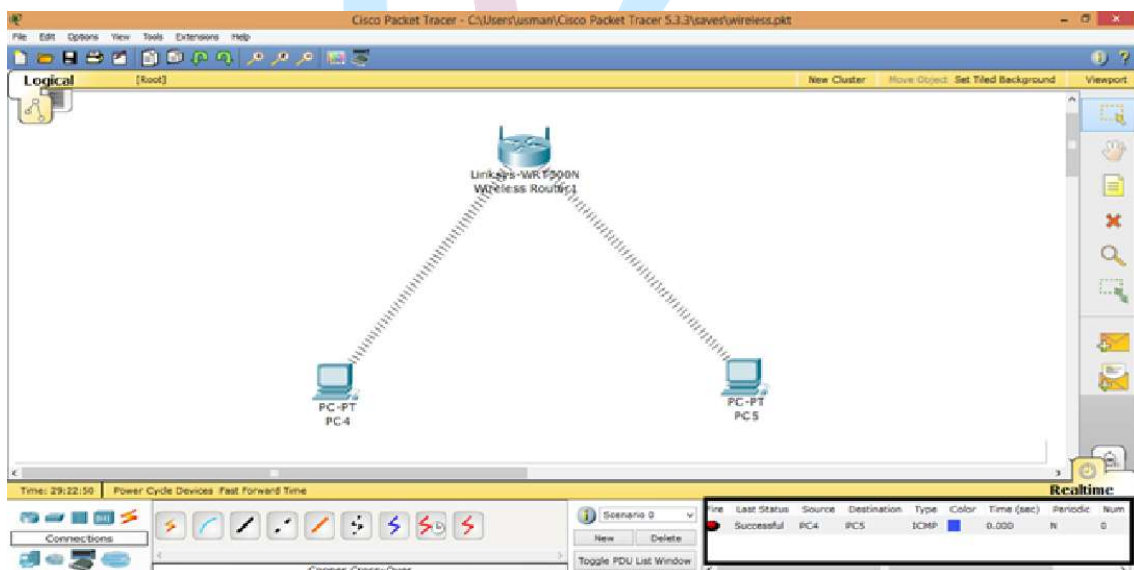 Cisco Packet Tracer - C:\Users\usman\Cisco Packet Tracer 5.3.3\saves\wireless.pkt
File Edit Options View Tools Extensions Help
Logical [Root] New Cluster Move Object Set Tiled Background Viewport
Linksys-WRT300N
Wireless Router1
PC-PT
PC4
PC-PT
PC5
Time: 29:22:50 Power Cycle Devices Fast Forward Time Realtime
Scenario 0
Fire Last Status Source Destination Type Color Time (sec) Periodic Num
Successful PC4 PC5 ICMP 0.000 N 0
New Delete
Connections
Toggle PDU List Window
Copper Cross-Over